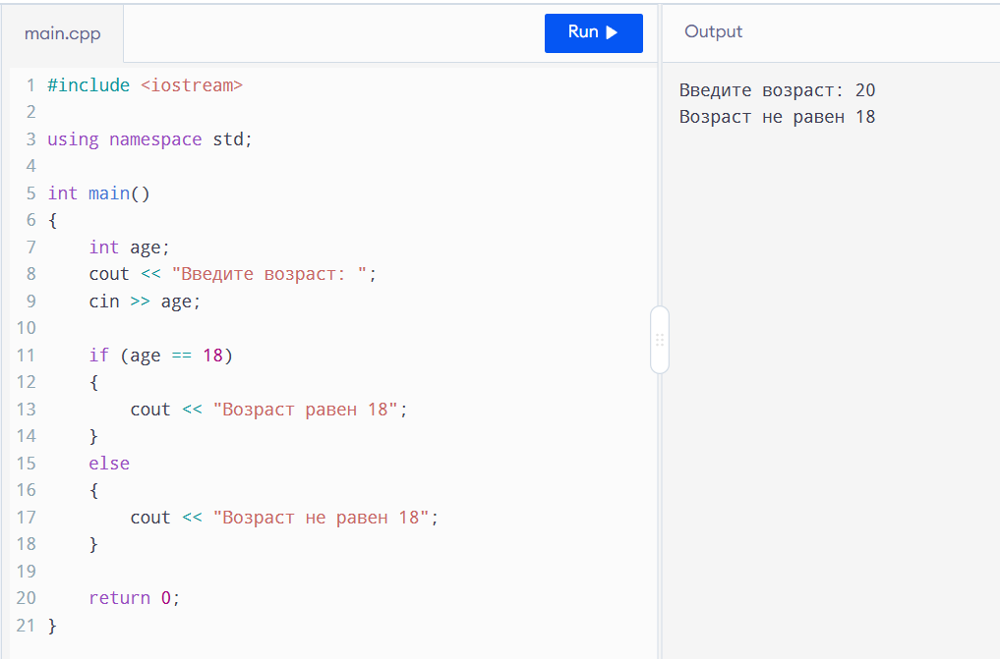 main.cpp
Run
Output
1 #include <iostream>
2
3 using namespace std;
4
5 int main()
6 {
7     int age;
8     cout << "Введите возраст: ";
9     cin >> age;
10
11     if (age == 18)
12     {
13         cout << "Возраст равен 18";
14     }
15     else
16     {
17         cout << "Возраст не равен 18";
18     }
19
20     return 0;
21 }
Введите возраст: 20
Возраст не равен 18